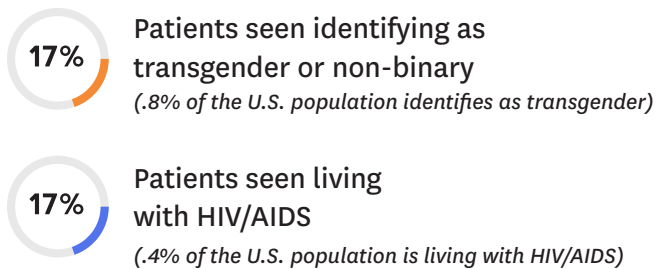 17%
Patients seen identifying as
transgender or non-binary
(.8% of the U.S. population identifies as transgender)
17%
Patients seen living
with HIV/AIDS
(.4% of the U.S. population is living with HIV/AIDS)